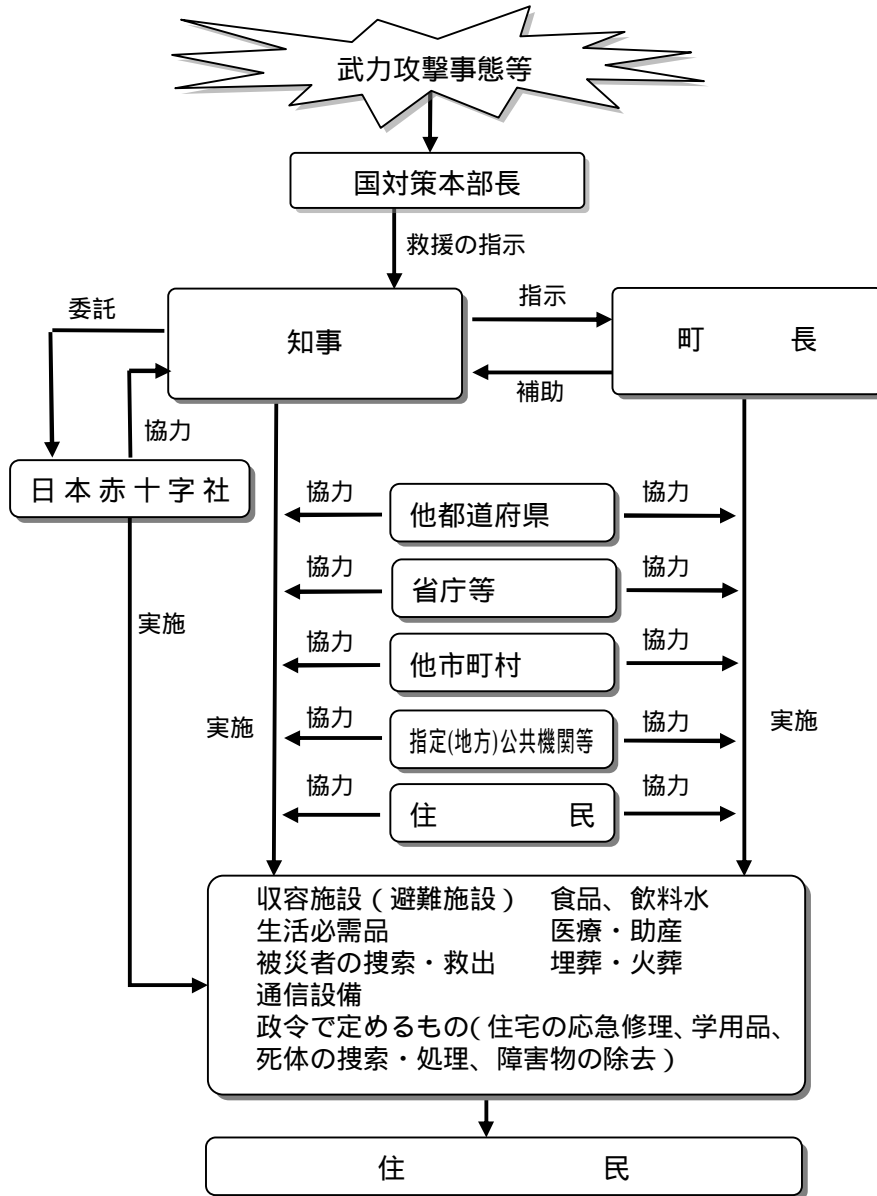 武力攻撃事態等
国対策本部長
救援の指示
委託
知事
指示
町　　　長
補助
協力
日本赤十字社
協力
他都道府県
協力
協力
省庁等
協力
実施
協力
他市町村
協力
実施
協力
指定(地方)公共機関等
協力
実施
協力
住　　　　　民
協力
収容施設（避難施設）　食品、飲料水
生活必需品　医療・助産
被災者の捜索・救出　埋葬・火葬
通信設備
政令で定めるもの（住宅の応急修理、学用品、
死体の捜索・処理、障害物の除去）
住　　　　　民